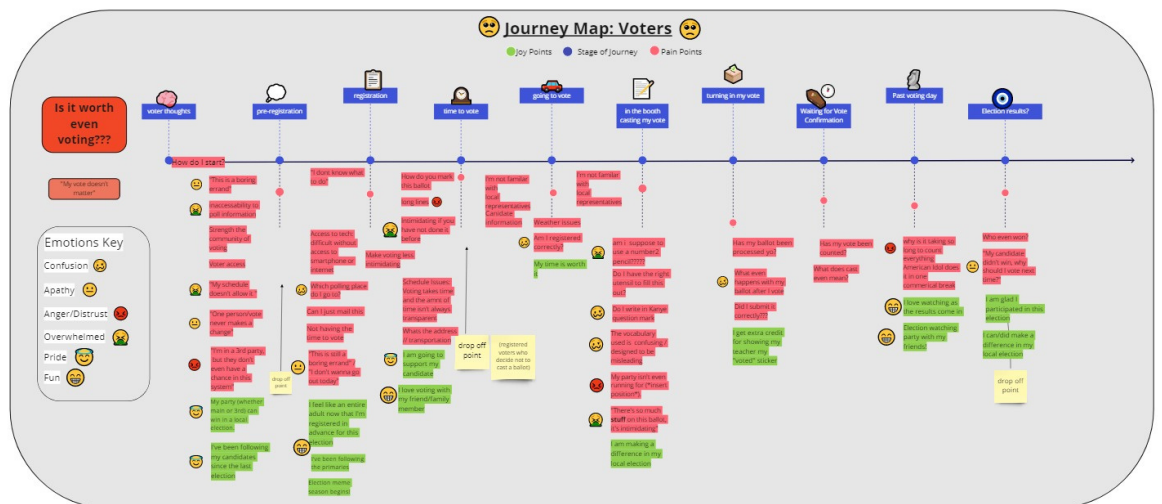 Journey Map: Voters
Joy Points
Stage of Journey
Pain Points
Is it worth
even
voting???
"My vote doesn't
matter"
Emotions Key
Confusion
Apathy
Anger/Distrust
Overwhelmed
Pride
Fun
voter thoughts
How do I start?
"This is a boring
errand"
Inaccessability to
poll information
Strength the
community of
voting
Voter access
"My schedule
doesn't allow it."
"One person/vote
never makes a
change"
"I'm in a 3rd party,
but they don't
even have a
chance in this
system"
My party (whether
main or 3rd) can
win in a local
election
I've been following
my candidates
since the last
election
pre-registration
drop off
point
registration
"I dont know what
to do"
Access to tech
difficult without
access to
smartphone or
internet
Which polling place
do I go to?
Can I just mail this
Not having the
time to vote
"This is still a
boring errand" /
"I don't wanna go
out today"
I feel like an entire
adult now that I'm
registered in
advance for this
election
I've been following
the primaries
Election meme
season begins!
Make voting less
intimidating
time to vote
How do you mark
this ballot
long lines
Intimidating if you
have not done it
before
Schedule Issues:
Voting takes time
and the amnt of
time isn't always
transparent
Whats the address
(if transportation)
I am going to
support my
candidate
I love voting with
my friend/family
member
drop off
point
(registered
voters who
decide not to
cast a ballot)
going to vote
I'm not familiar
with
local
representatives
Canidate
information
Weather issues
Am I registered
correctly?
My time is worth
it
in the booth
casting my vote
I'm not familiar
with
local
representatives
am i suppose to
use a number2
pencil?????
Do I have the right
utensil to fill this
out?
Do I write in Kanye
question mark
The vocabulary
used is confusing /
designed to be
misleading
My party isn't even
running for (*insert
position*)
"There's so much
stuff on this ballot,
it's intimidating"
I am making a
difference in my
local election
turning in my vote
Has my ballot been
processed yo?
What even
happens with my
ballot after I vote
Did I submit it
correctly???
I get extra credit
for showing my
teacher my
"voted" sticker
Waiting for Vote
Confirmation
Has my vote been
counted?
What does cast
even mean?
Past voting day
why is it taking so
long to count
everything
American Idol does
it in one
commercial break
I love watching as
the results come in
Election watching
party with my
friends!
Election results?
Who even won?
"My candidate
didn't win, why
should I vote
next time?"
I am glad I
participated in this
election
I can/did make a
difference in my
local election
drop off
point